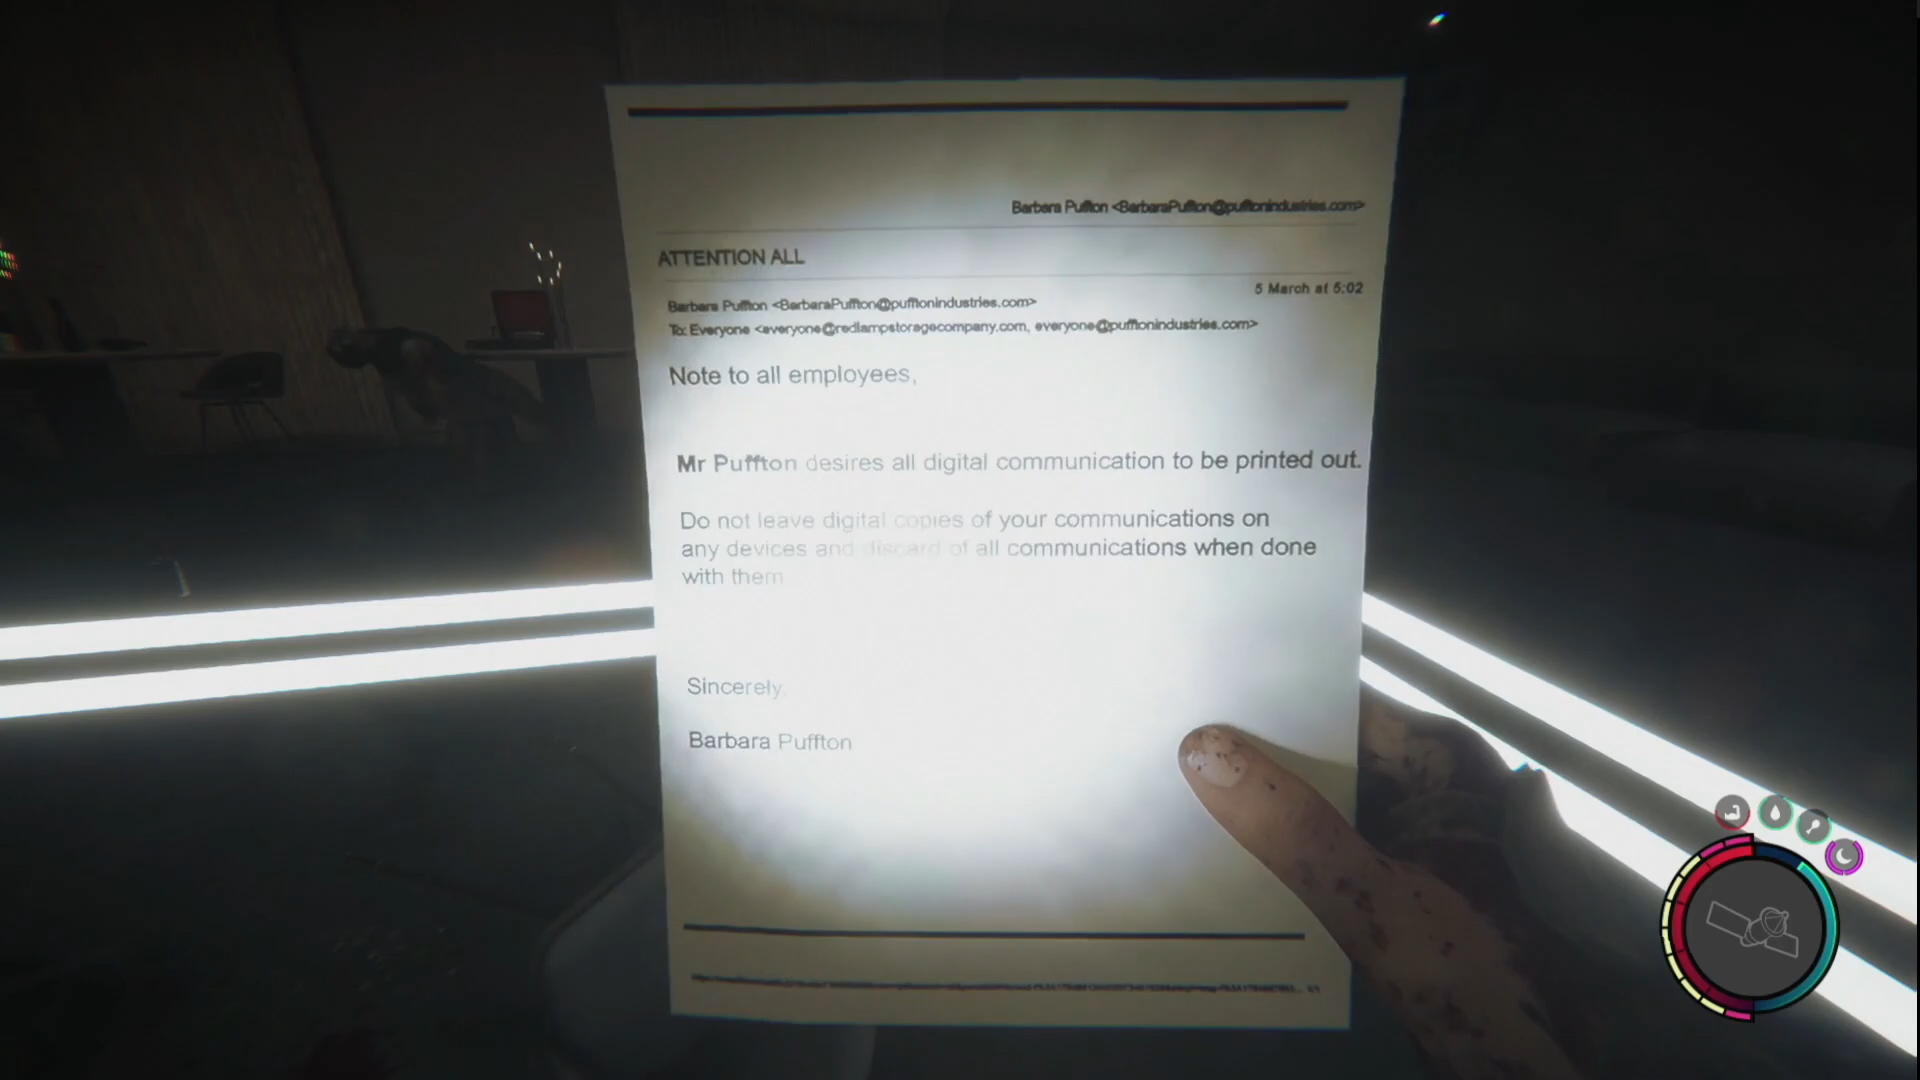 Barbara Puffton <BarbaraPuffton@pufftonindustries.com>
ATTENTION ALL
5 March at 5:02
Barbara Puffton <BarbaraPuffton@pufftonindustries.com>
To: Everyone <everyone@redlampstoragecompany.com, everyone@pufftonindustries.com>
Note to all employees,
Mr Puffton desires all digital communication to be printed out.
Do not leave digital copies of your communications on
any devices and discard of all communications when done
with them
Sincerely,
Barbara Puffton